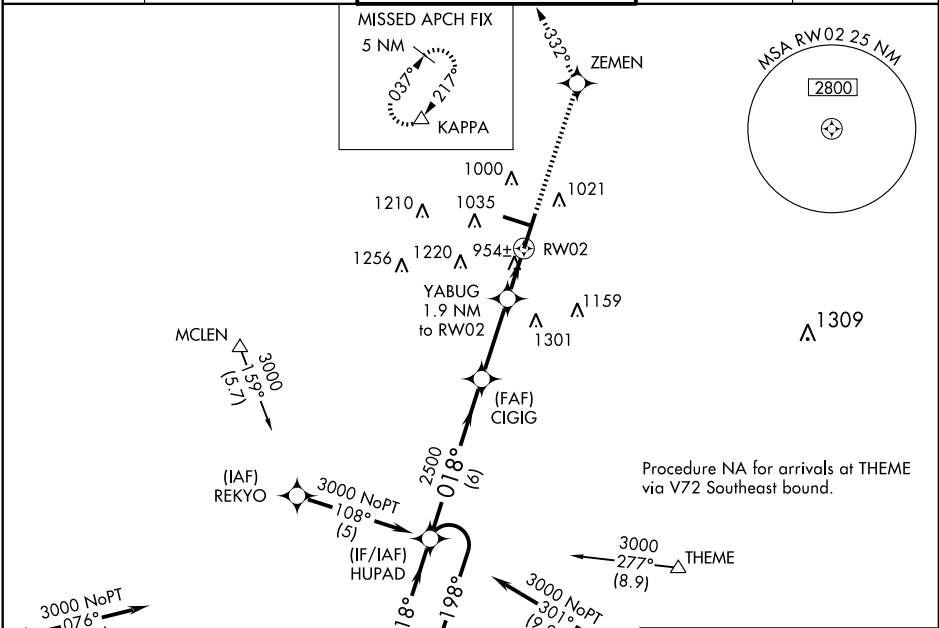 MISSED APCH FIX
5 NM
037°
217°
KAPPA
332°
ZEMEN
MSA RW02 25 NM
2800
1000
1021
1210
1035
1256
1220
954±
RW02
YABUG
1.9 NM
to RW02
1159
1301
1309
MCLEN
3000
159°
(5.7)
(FAF)
CIGIG
2500
018°
(6)
Procedure NA for arrivals at THEME
via V72 Southeast bound.
(IAF)
REKYO
3000 NoPT
108°
(5)
(IF/IAF)
HUPAD
3000
277°
(8.9)
THEME
3000 NoPT
076°
18°
198°
3000 NoPT
301°